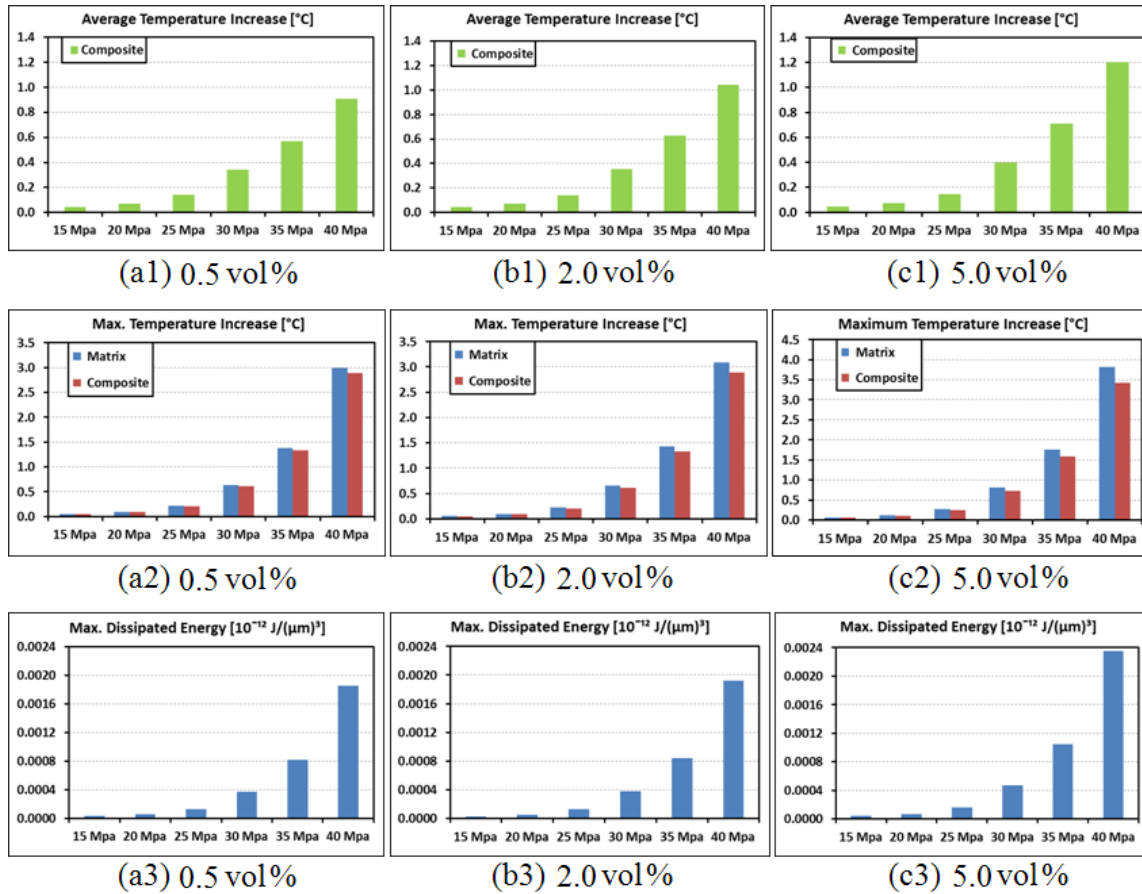 Average Temperature Increase [°C]
1.4
1.2
1.0
0.8
0.6
0.4
0.2
0.0
Composite
15 Mpa 20 Mpa 25 Mpa 30 Mpa 35 Mpa 40 Mpa
(a1) 0.5 vol%
Average Temperature Increase [°C]
1.4
1.2
1.0
0.8
0.6
0.4
0.2
0.0
Composite
15 Mpa 20 Mpa 25 Mpa 30 Mpa 35 Mpa 40 Mpa
(b1) 2.0 vol%
Average Temperature Increase [°C]
1.4
1.2
1.0
0.8
0.6
0.4
0.2
0.0
Composite
15 Mpa 20 Mpa 25 Mpa 30 Mpa 35 Mpa 40 Mpa
(c1) 5.0 vol%
Max. Temperature Increase [°C]
3.5
3.0
2.5
2.0
1.5
1.0
0.5
0.0
Matrix
Composite
15 Mpa 20 Mpa 25 Mpa 30 Mpa 35 Mpa 40 Mpa
(a2) 0.5 vol%
Max. Temperature Increase [°C]
3.5
3.0
2.5
2.0
1.5
1.0
0.5
0.0
Matrix
Composite
15 Mpa 20 Mpa 25 Mpa 30 Mpa 35 Mpa 40 Mpa
(b2) 2.0 vol%
Maximum Temperature Increase [°C]
4.5
4.0
3.5
3.0
2.5
2.0
1.5
1.0
0.5
0.0
Matrix
Composite
15 Mpa 20 Mpa 25 Mpa 30 Mpa 35 Mpa 40 Mpa
(c2) 5.0 vol%
Max. Dissipated Energy [10⁻¹² J/(µm)³]
0.0024
0.0020
0.0016
0.0012
0.0008
0.0004
0.0000
15 Mpa 20 Mpa 25 Mpa 30 Mpa 35 Mpa 40 Mpa
(a3) 0.5 vol%
Max. Dissipated Energy [10⁻¹² J/(µm)³]
0.0024
0.0020
0.0016
0.0012
0.0008
0.0004
0.0000
15 Mpa 20 Mpa 25 Mpa 30 Mpa 35 Mpa 40 Mpa
(b3) 2.0 vol%
Max. Dissipated Energy [10⁻¹² J/(µm)³]
0.0024
0.0020
0.0016
0.0012
0.0008
0.0004
0.0000
15 Mpa 20 Mpa 25 Mpa 30 Mpa 35 Mpa 40 Mpa
(c3) 5.0 vol%